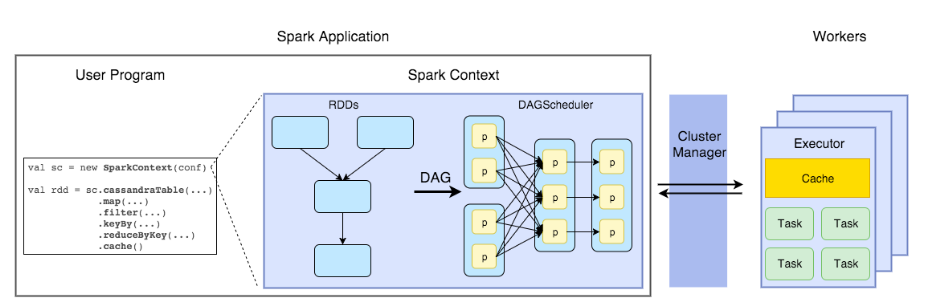 Spark Application
Workers
User Program
Spark Context
RDDs
DAGScheduler
val sc = new SparkContext(conf)
val rdd = sc.cassandraTable(...)
.map(...)
.filter(...)
.keyBy(...)
.reduceByKey(...)
.cache()
DAG
p
p
p
p
p
p
p
p
p
p
Cluster
Manager
Executor
Cache
Task
Task
Task
Task